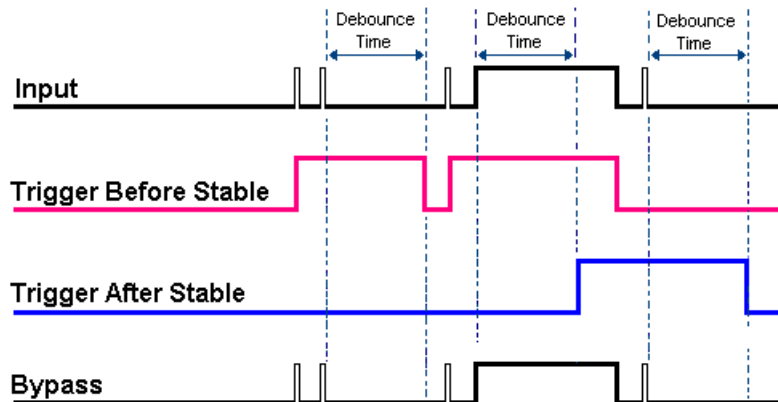 Debounce
Time
Debounce
Time
Debounce
Time
Input
Trigger Before Stable
Trigger After Stable
Bypass